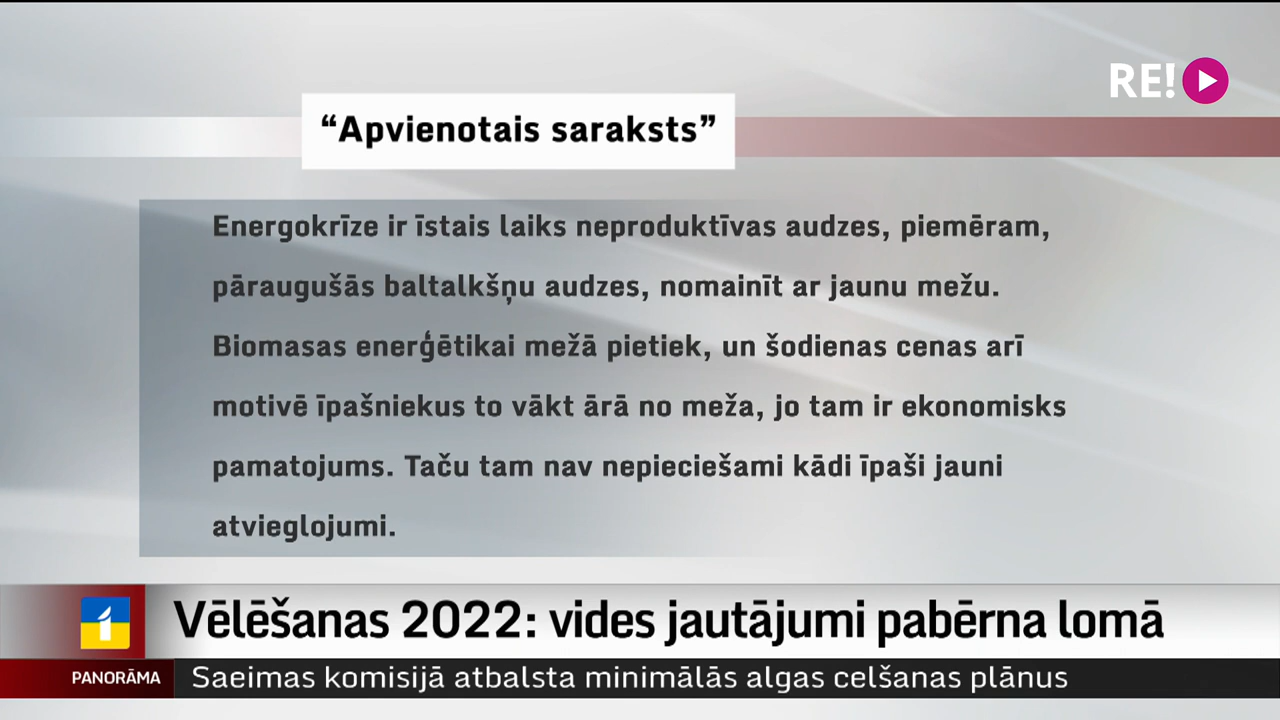 RE!
“Apvienotais saraksts”
Energokrīze ir īstais laiks neproduktīvas audzes, piemēram,
pāraugušās baltalkšņu audzes, nomainīt ar jaunu mežu.
Biomasas enerģētikai mežā pietiek, un šodienas cenas arī
motivē īpašniekus to vākt ārā no meža, jo tam ir ekonomisks
pamatojums. Taču tam nav nepieciešami kādi īpaši jauni
atvieglojumi.
1
Vēlēšanas 2022: vides jautājumi pabērna lomā
PANORĀMA
Saeimas komisijā atbalsta minimālās algas celšanas plānus